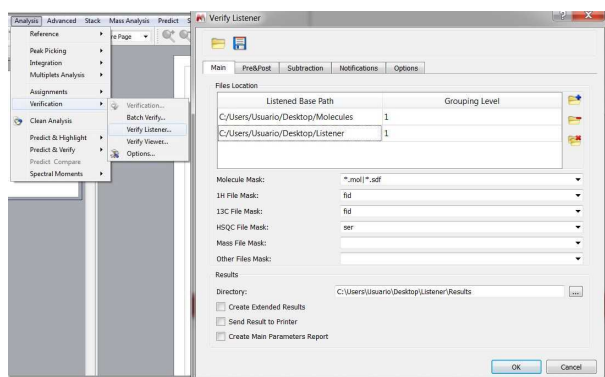 Analysis Advanced Stack Mass Analysis Predict S
Reference
Peak Picking
Integration
Multiplets Analysis
Assignments
Verification
Clean Analysis
Predict & Highlight
Predict & Verify
Predict Compare
Spectral Moments
re Page
Verification...
Batch Verify...
Verify Listener...
Verify Viewer...
Options...
Verify Listener
Main Pre&Post Subtraction Notifications Options
Files Location
Listened Base Path Grouping Level
C:/Users/Usuario/Desktop/Molecules 1
C:/Users/Usuario/Desktop/Listener 1
Molecule Mask: *.mol|*.sdf
1H File Mask: fid
13C File Mask: fid
HSQC File Mask: ser
Mass File Mask:
Other Files Mask:
Results
Directory: C:\Users\Usuario\Desktop\Listener\Results ...
Create Extended Results
Send Result to Printer
Create Main Parameters Report
OK Cancel